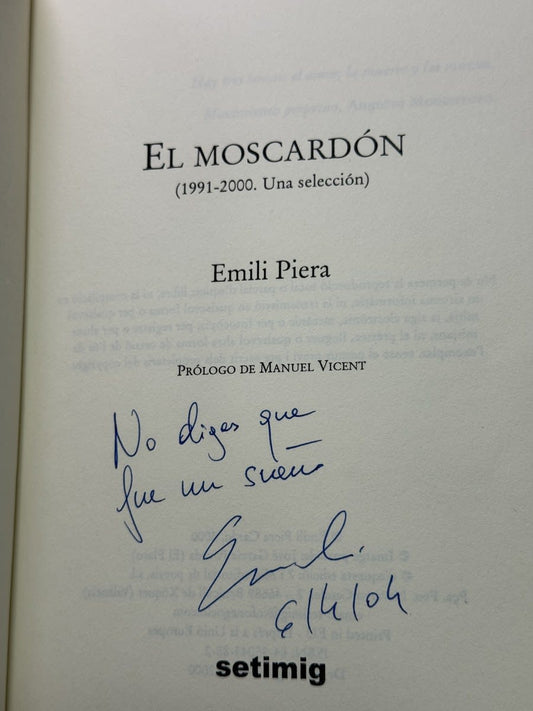 EL MOSCARDÓN
(1991-2000. Una selección)
Emili Piera
PRÓLOGO DE MANUEL VICENT
No digas que
fue un sueño
Emili
6/4/04
setimig